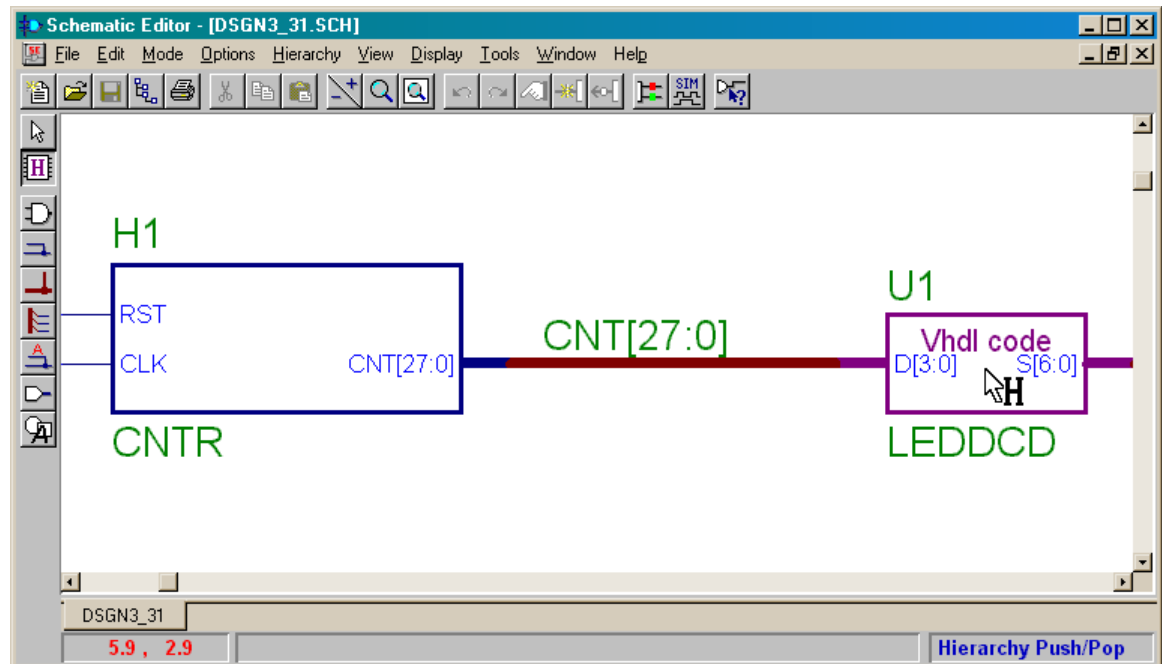 Schematic Editor - [DSGN3_31.SCH]
File Edit Mode Options Hierarchy View Display Tools Window Help
SIM
H
A
A
H1
RST
CLK
CNT[27:0]
CNTR
CNT[27:0]
U1
Vhdl code
D[3:0] S[6:0]
H
LEDDCD
DSGN3_31
5.9 , 2.9 Hierarchy Push/Pop